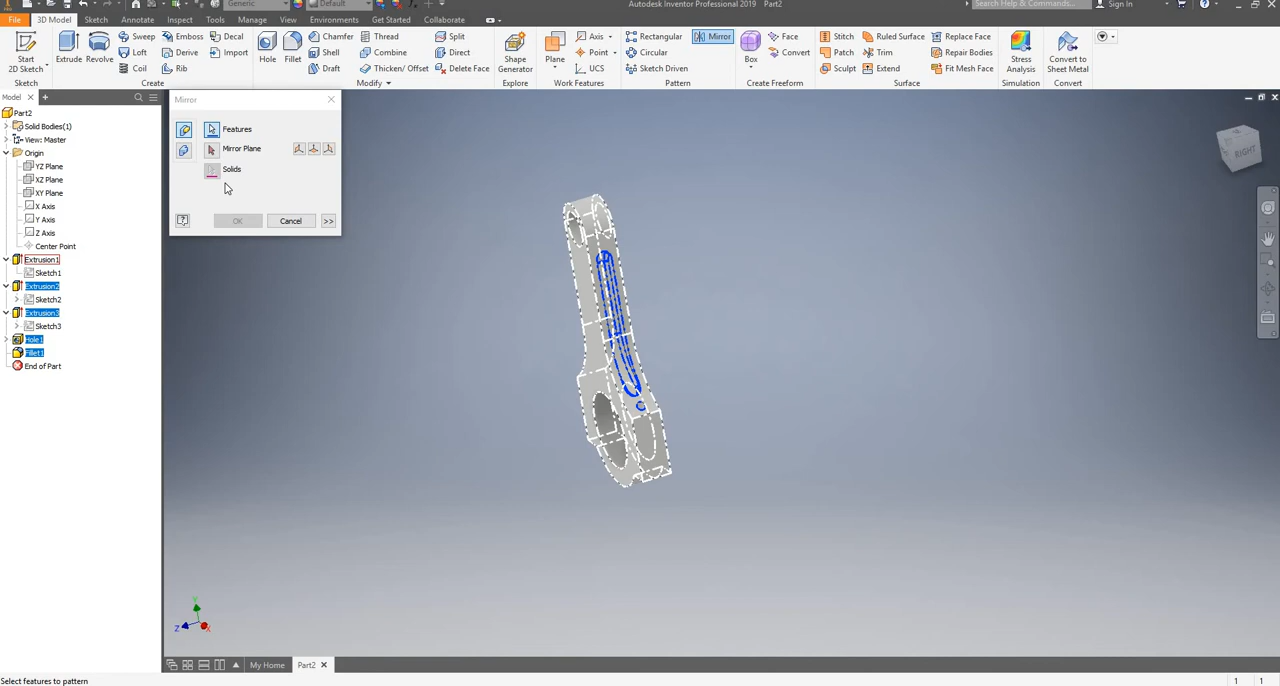 Generic
Default
Autodesk Inventor Professional 2019 Part2
Search Help & Commands...
Sign In
File 3D Model Sketch Annotate Inspect Tools Manage View Environments Get Started Collaborate
Start
2D Sketch
Sketch
Extrude
Revolve
Sweep
Loft
Coil
Emboss
Derive
Rib
Decal
Import
Create
Hole
Fillet
Chamfer
Shell
Draft
Thread
Combine
Thicken/ Offset
Split
Direct
Delete Face
Modify
Shape
Generator
Explore
Plane
Axis
Point
UCS
Work Features
Rectangular
Circular
Sketch Driven
Mirror
Pattern
Box
Face
Convert
Create Freeform
Stitch
Patch
Sculpt
Ruled Surface
Trim
Extend
Replace Face
Repair Bodies
Fit Mesh Face
Surface
Stress
Analysis
Simulation
Convert to
Sheet Metal
Convert
Model
Part2
Solid Bodies(1)
View: Master
Origin
YZ Plane
XZ Plane
XY Plane
X Axis
Y Axis
Z Axis
Center Point
Extrusion1
Sketch1
Extrusion2
Sketch2
Extrusion3
Sketch3
Hole1
Fillet1
End of Part
Mirror
Features
Mirror Plane
Solids
OK
Cancel
>>
RIGHT
Y
Z
X
My Home
Part2
Select features to pattern
1 1